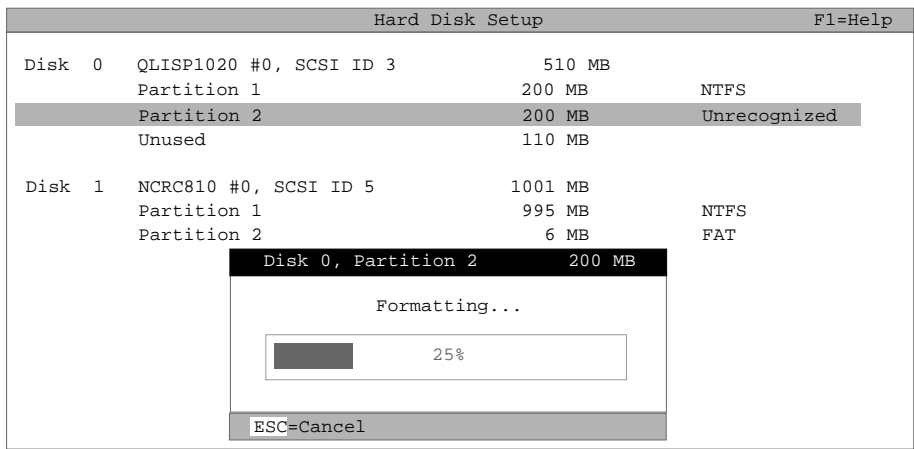 Hard Disk Setup F1=Help
Disk 0 QLISP1020 #0, SCSI ID 3 510 MB
Partition 1 200 MB NTFS
Partition 2 200 MB Unrecognized
Unused 110 MB
Disk 1 NCRC810 #0, SCSI ID 5 1001 MB
Partition 1 995 MB NTFS
Partition 2 6 MB FAT
Disk 0, Partition 2 200 MB
Formatting...
25%
ESC=Cancel